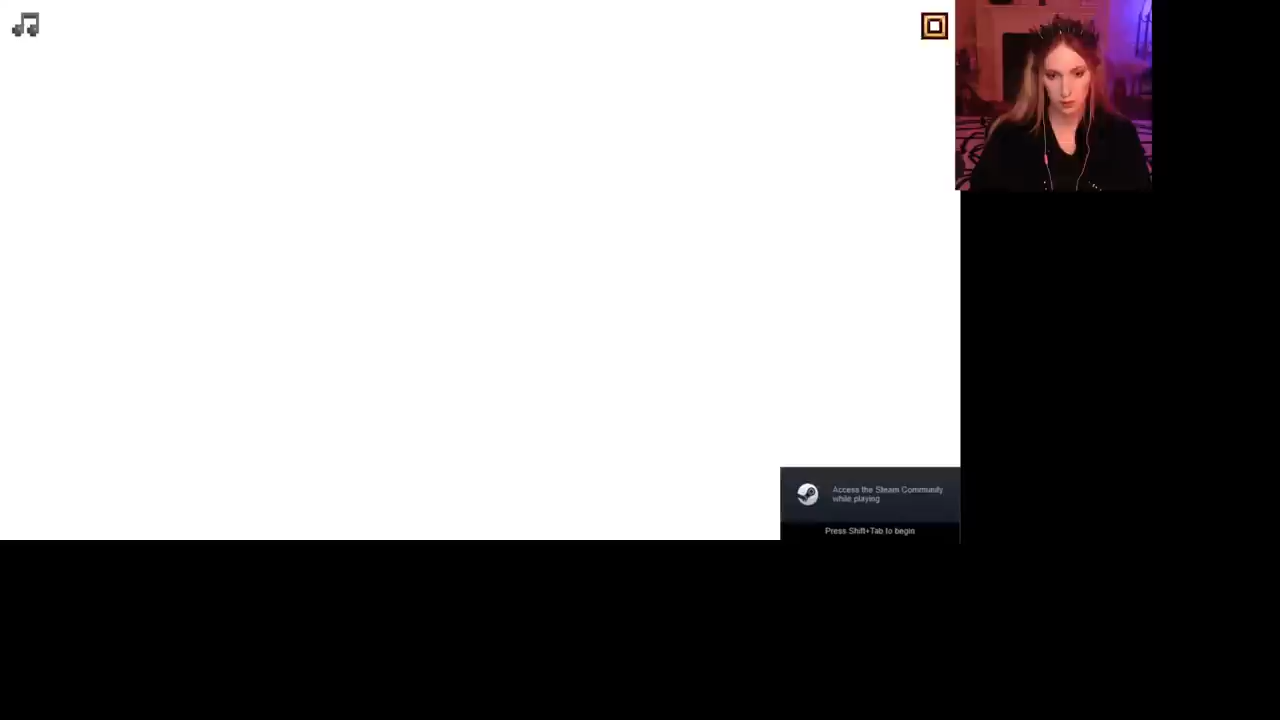 Access the Steam Community
while playing
Press Shift+Tab to begin